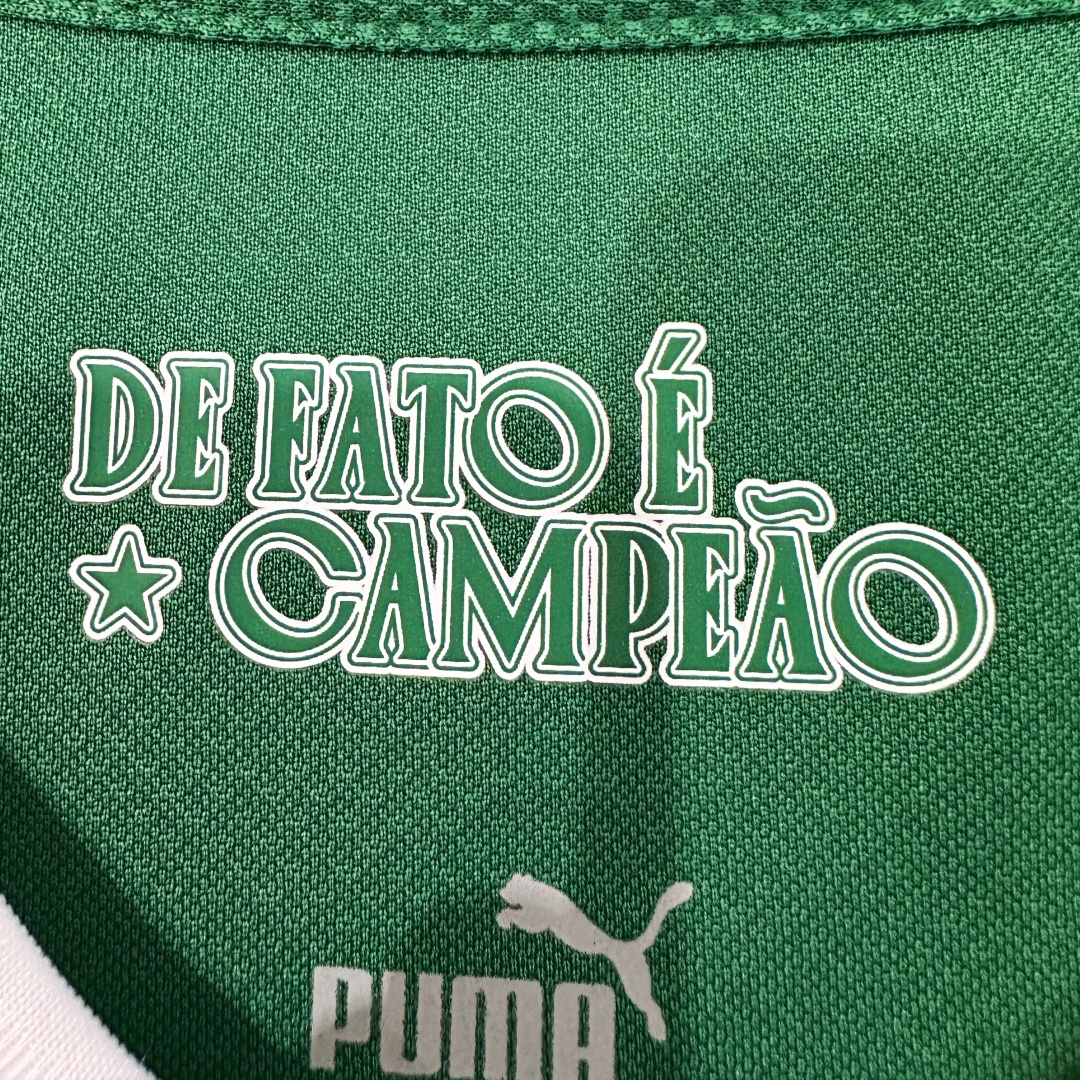 DE FATO É
CAMPEÃO
PUMA